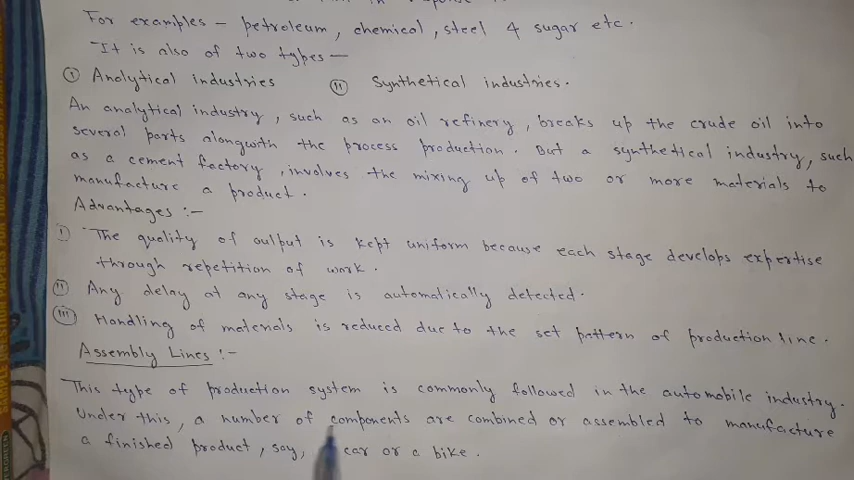 For examples – petroleum, chemical, steel & sugar etc.
It is also of two types —
(i) Analytical industries (ii) Synthetical industries.
An analytical industry, such as an oil refinery, breaks up the crude oil into
several parts alongwith the process production. But a synthetical industry, such
as a cement factory, involves the mixing up of two or more materials to
manufacture a product.
Advantages :-
(i) The quality of output is kept uniform because each stage develops expertise
through repetition of work.
(ii) Any delay at any stage is automatically detected.
(iii) Handling of materials is reduced due to the set pattern of production line.
Assembly Lines :-
This type of production system is commonly followed in the automobile industry.
Under this, a number of components are combined or assembled to manufacture
a finished product, say, car or a bike.